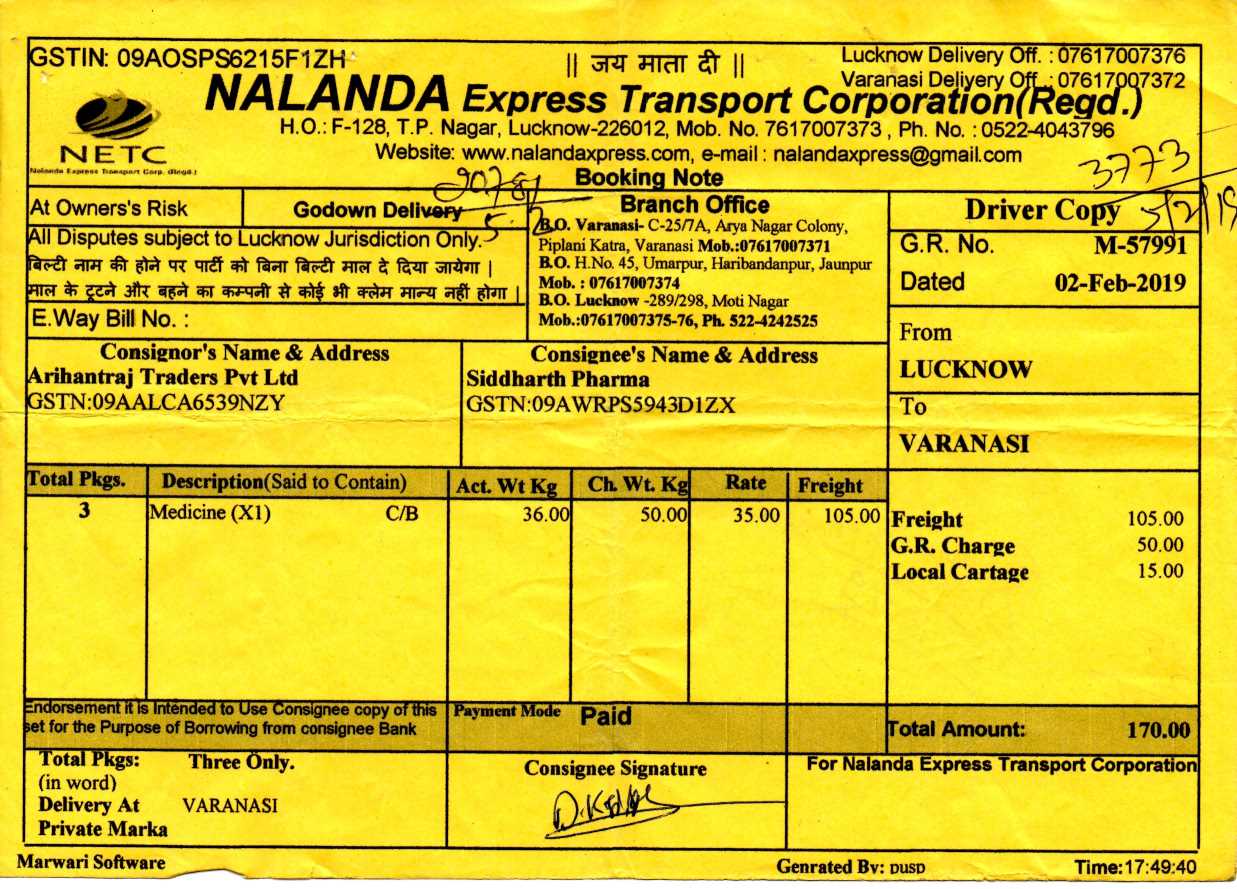 GSTIN: 09AOSPS6215F1ZH
|| जय माता दी ||
Lucknow Delivery Off. : 07617007376
Varanasi Delivery Off. : 07617007372
NALANDA Express Transport Corporation(Regd.)
H.O.: F-128, T.P. Nagar, Lucknow-226012, Mob. No. 7617007373 , Ph. No. : 0522-4043796
NETC
Website: www.nalandaxpress.com, e-mail : nalandaxpress@gmail.com
Nalanda Express Transport Corp. (Regd.)
3773
Booking Note
5/2/19
At Owners's Risk
Godown Delivery
Branch Office
Driver Copy
All Disputes subject to Lucknow Jurisdiction Only.
बिल्टी नाम की होने पर पार्टी को बिना बिल्टी माल दे दिया जायेगा |
माल के टूटने और बहने का कम्पनी से कोई भी क्लेम मान्य नहीं होगा |
E.Way Bill No. :
B.O. Varanasi- C-25/7A, Arya Nagar Colony,
Piplani Katra, Varanasi Mob.:07617007371
B.O. H.No. 45, Umarpur, Haribandanpur, Jaunpur
Mob. : 07617007374
B.O. Lucknow -289/298, Moti Nagar
Mob.:07617007375-76, Ph. 522-4242525
G.R. No. M-57991
Dated 02-Feb-2019
From
LUCKNOW
To
VARANASI
Consignor's Name & Address
Arihantraj Traders Pvt Ltd
GSTN:09AALCA6539NZY
Consignee's Name & Address
Siddharth Pharma
GSTN:09AWRPS5943D1ZX
Total Pkgs. Description(Said to Contain) Act. Wt Kg Ch. Wt. Kg Rate Freight
3 Medicine (X1) C/B 36.00 50.00 35.00 105.00
Freight 105.00
G.R. Charge 50.00
Local Cartage 15.00
Endorsement it is Intended to Use Consignee copy of this
set for the Purpose of Borrowing from consignee Bank
Payment Mode Paid
Total Amount: 170.00
Total Pkgs: Three Only.
(in word)
Delivery At VARANASI
Private Marka
Consignee Signature
For Nalanda Express Transport Corporation
Marwari Software
Genrated By: DUSD
Time:17:49:40